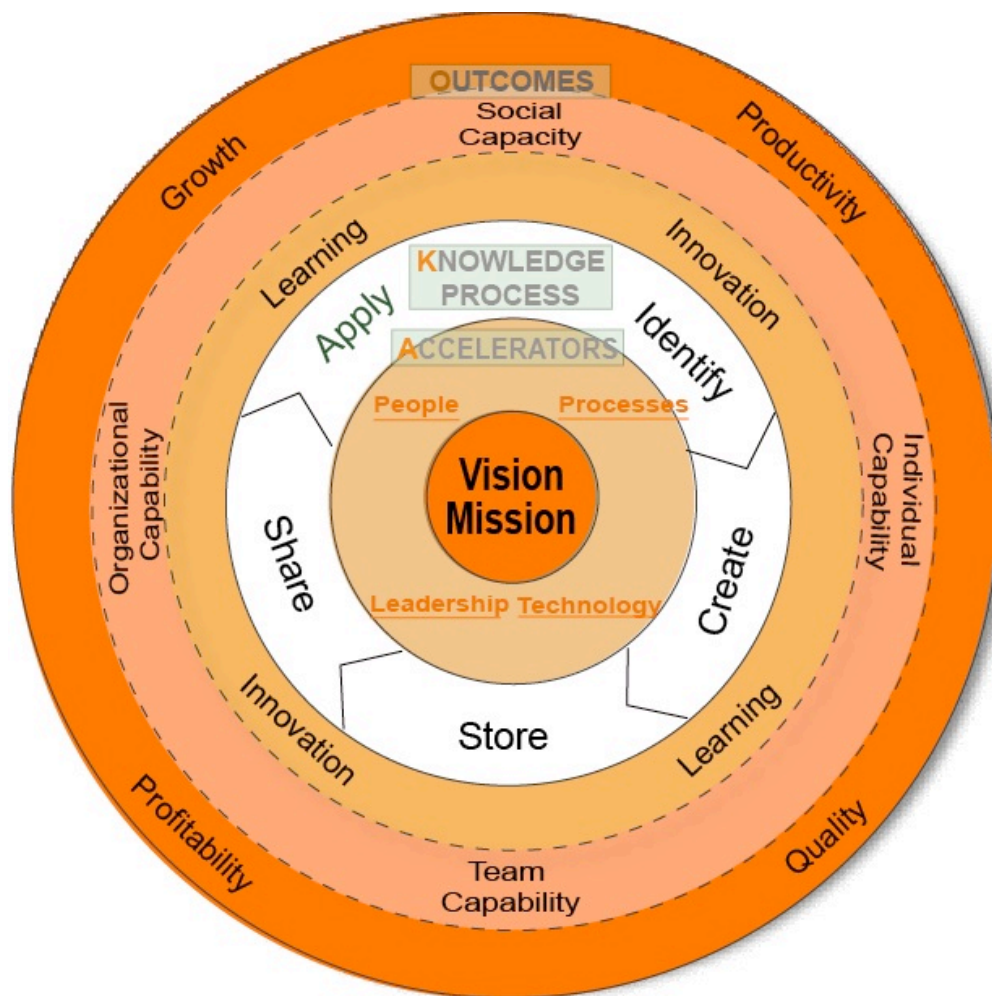 OUTCOMES
Social
Capacity
Growth
Productivity
Learning
Innovation
KNOWLEDGE
PROCESS
Apply
Identify
ACCELERATORS
People
Processes
Organizational
Capability
Individual
Capability
Vision
Mission
Share
Create
Leadership
Technology
Store
Innovation
Learning
Profitability
Quality
Team
Capability